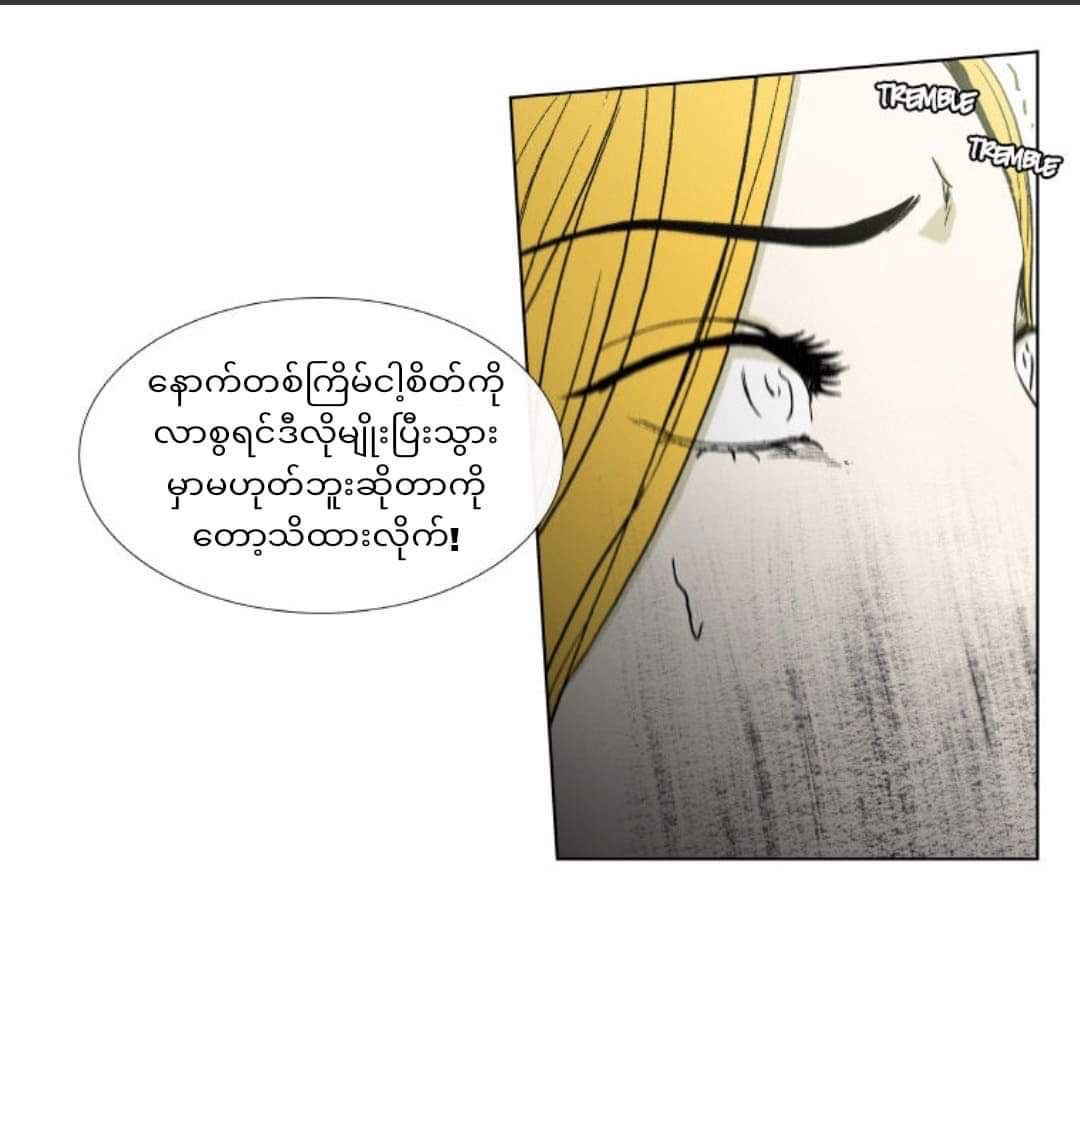 TREMBLE
TREMBLE
နောက်တစ်ကြိမ်ငါ့စိတ်ကို
လာစွရင်ဒီလိုမျိုးပြီးသွား
မှာမဟုတ်ဘူးဆိုတာကို
တော့သိထားလိုက်!